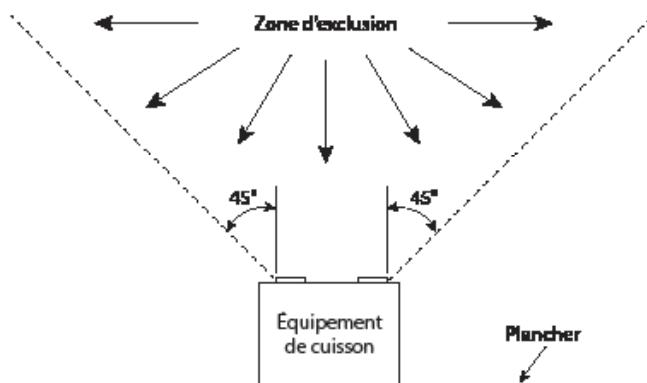 Zone d'exclusion
45°
45°
Équipement
de cuisson
Plancher